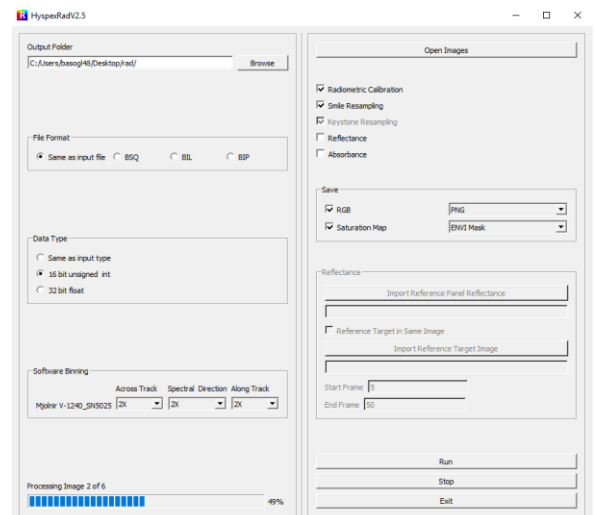 HyspexRadV2.5
Output Folder
C:/Users/basogl48/Desktop/rad/
Browse
File Format
Same as input file BSQ BIL BIP
Data Type
Same as input type
16 bit unsigned int
32 bit float
Software Binning
Across Track Spectral Direction Along Track
Mjolnir V-1240_SN5025 2X 2X 2X
Processing Image 2 of 6
49%
Open Images
Radiometric Calibration
Smile Resampling
Keystone Resampling
Reflectance
Absorbance
Save
RGB PNG
Saturation Map ENVI Mask
Reflectance
Import Reference Panel Reflectance
Reference Target in Same Image
Import Reference Target Image
Start Frame 5
End Frame 50
Run
Stop
Exit